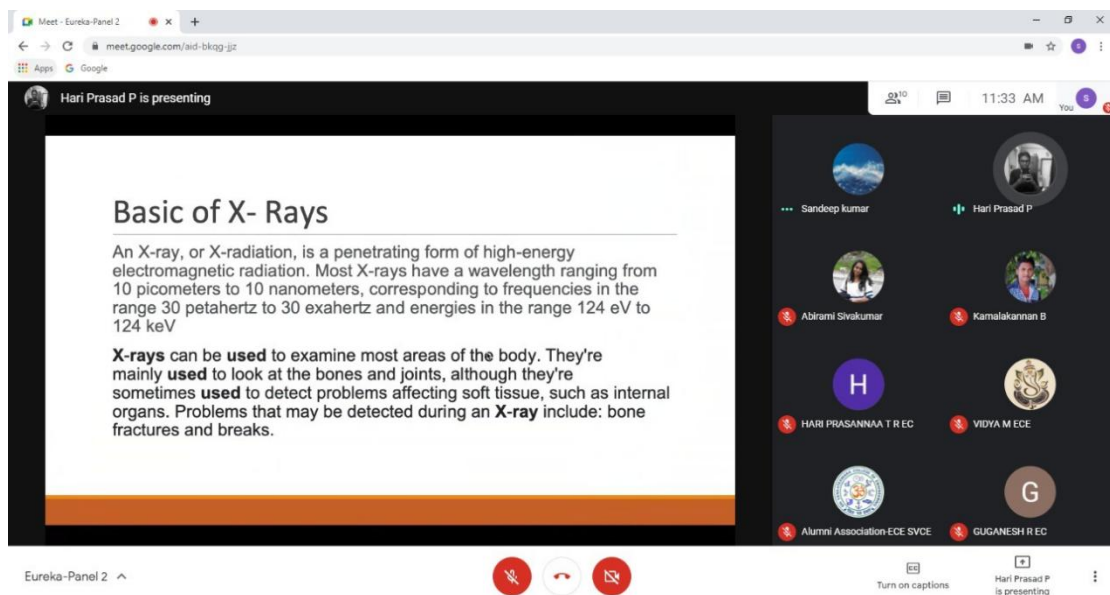 Meet - Eureka-Panel 2
meet.google.com/aid-bkqg-jjz
Apps
Google
Hari Prasad P is presenting
10
11:33 AM
You
S
Basic of X- Rays
An X-ray, or X-radiation, is a penetrating form of high-energy
electromagnetic radiation. Most X-rays have a wavelength ranging from
10 picometers to 10 nanometers, corresponding to frequencies in the
range 30 petahertz to 30 exahertz and energies in the range 124 eV to
124 keV
X-rays can be used to examine most areas of the body. They're
mainly used to look at the bones and joints, although they're
sometimes used to detect problems affecting soft tissue, such as internal
organs. Problems that may be detected during an X-ray include: bone
fractures and breaks.
Sandeep kumar
Hari Prasad P
Abirami Sivakumar
Kamalakannan B
H
HARI PRASANNAA T R EC
VIDYA M ECE
Alumni Association-ECE SVCE
G
GUGANESH R EC
Eureka-Panel 2
CC
Turn on captions
Hari Prasad P
is presenting